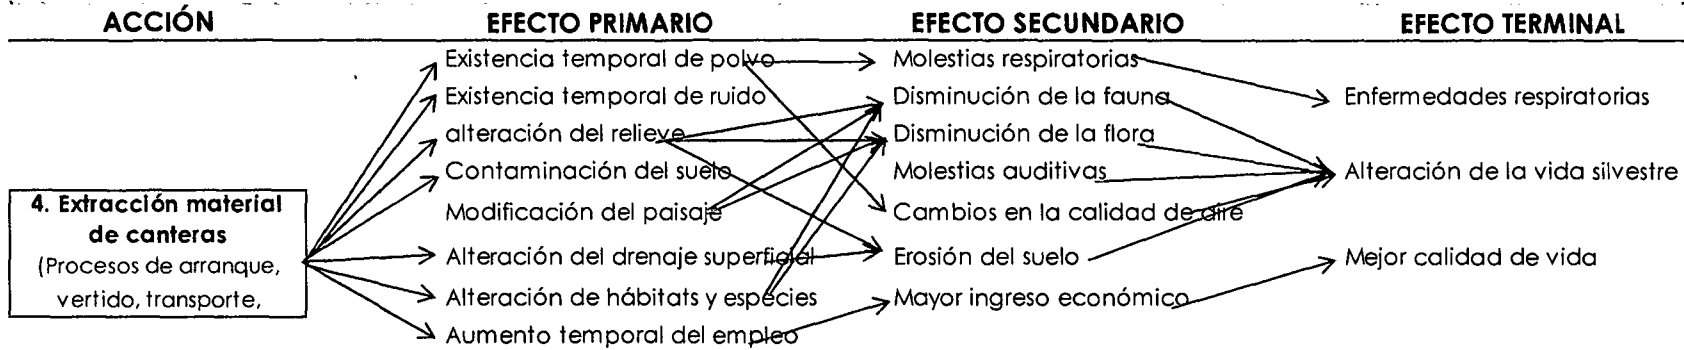 ACCIÓN EFECTO PRIMARIO EFECTO SECUNDARIO EFECTO TERMINAL
Existencia temporal de polvo Molestias respiratorias
Existencia temporal de ruido Disminución de la fauna Enfermedades respiratorias
alteración del relieve Disminución de la flora
Contaminación del suelo Molestias auditivas Alteración de la vida silvestre
4. Extracción material
de canteras
(Procesos de arranque,
vertido, transporte,
Modificación del paisaje Cambios en la calidad de aire
Alteración del drenaje superficial Erosión del suelo Mejor calidad de vida
Alteración de hábitats y especies Mayor ingreso económico
Aumento temporal del empleo